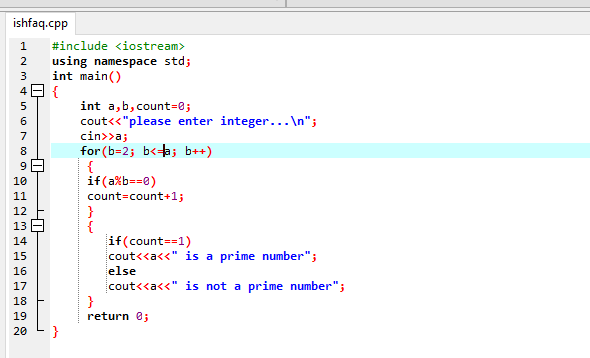 ishfaq.cpp
1 #include <iostream>
2 using namespace std;
3 int main()
4 {
5 int a,b,count=0;
6 cout<<"please enter integer...\n";
7 cin>>a;
8 for(b=2; b<=a; b++)
9 {
10 if(a%b==0)
11 count=count+1;
12 }
13 {
14 if(count==1)
15 cout<<a<<" is a prime number";
16 else
17 cout<<a<<" is not a prime number";
18 }
19 return 0;
20 }